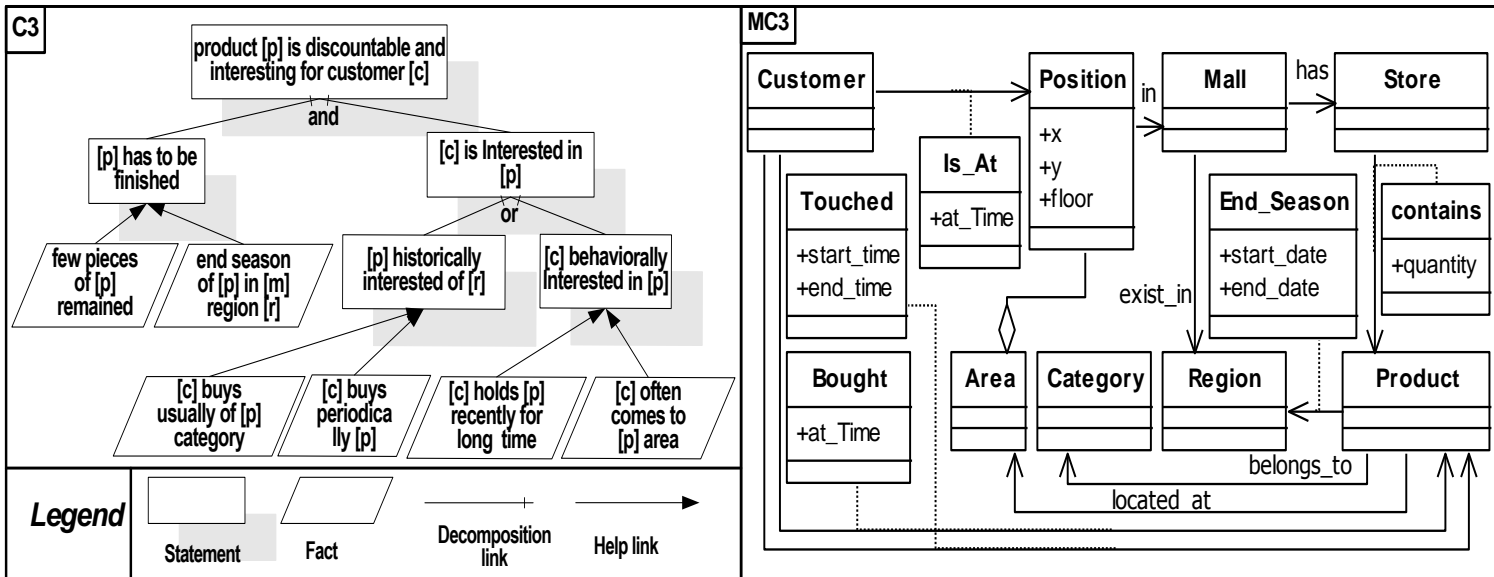 C3
product [p] is discountable and
interesting for customer [c]
and
[p] has to be
finished
[c] is Interested in
[p]
or
few pieces
of [p]
remained
end season
of [p] in [m]
region [r]
[p] historically
interested of [r]
[c] behaviorally
Interested in [p]
[c] buys
usually of [p]
category
[c] buys
periodica
lly [p]
[c] holds [p]
recently for
long time
[c] often
comes to
[p] area
Legend
Statement
Fact
Decomposition
link
Help link
MC3
Customer
Position
+x
+y
+floor
in
Mall
has
Store
Is_At
+at_Time
Touched
+start_time
+end_time
End_Season
+start_date
+end_date
contains
+quantity
exist_in
Bought
+at_Time
Area
Category
Region
Product
belongs_to
located_at